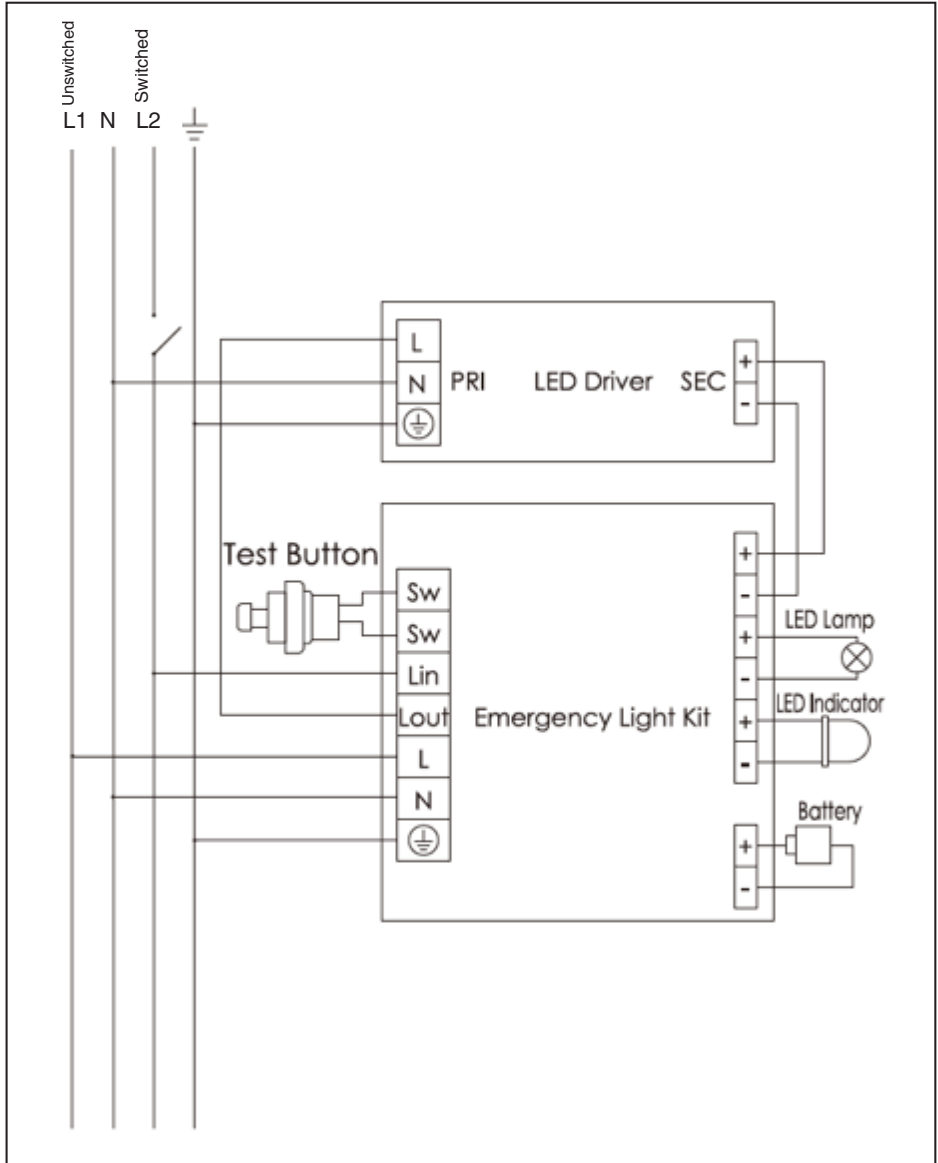 Unswitched
Switched
L1 N L2
L
N PRI LED Driver SEC
+
-
Test Button
Sw
Sw
Lin
Lout
L
N
Emergency Light Kit
+
-
+
-
+
-
LED Lamp
LED Indicator
Battery
+
-